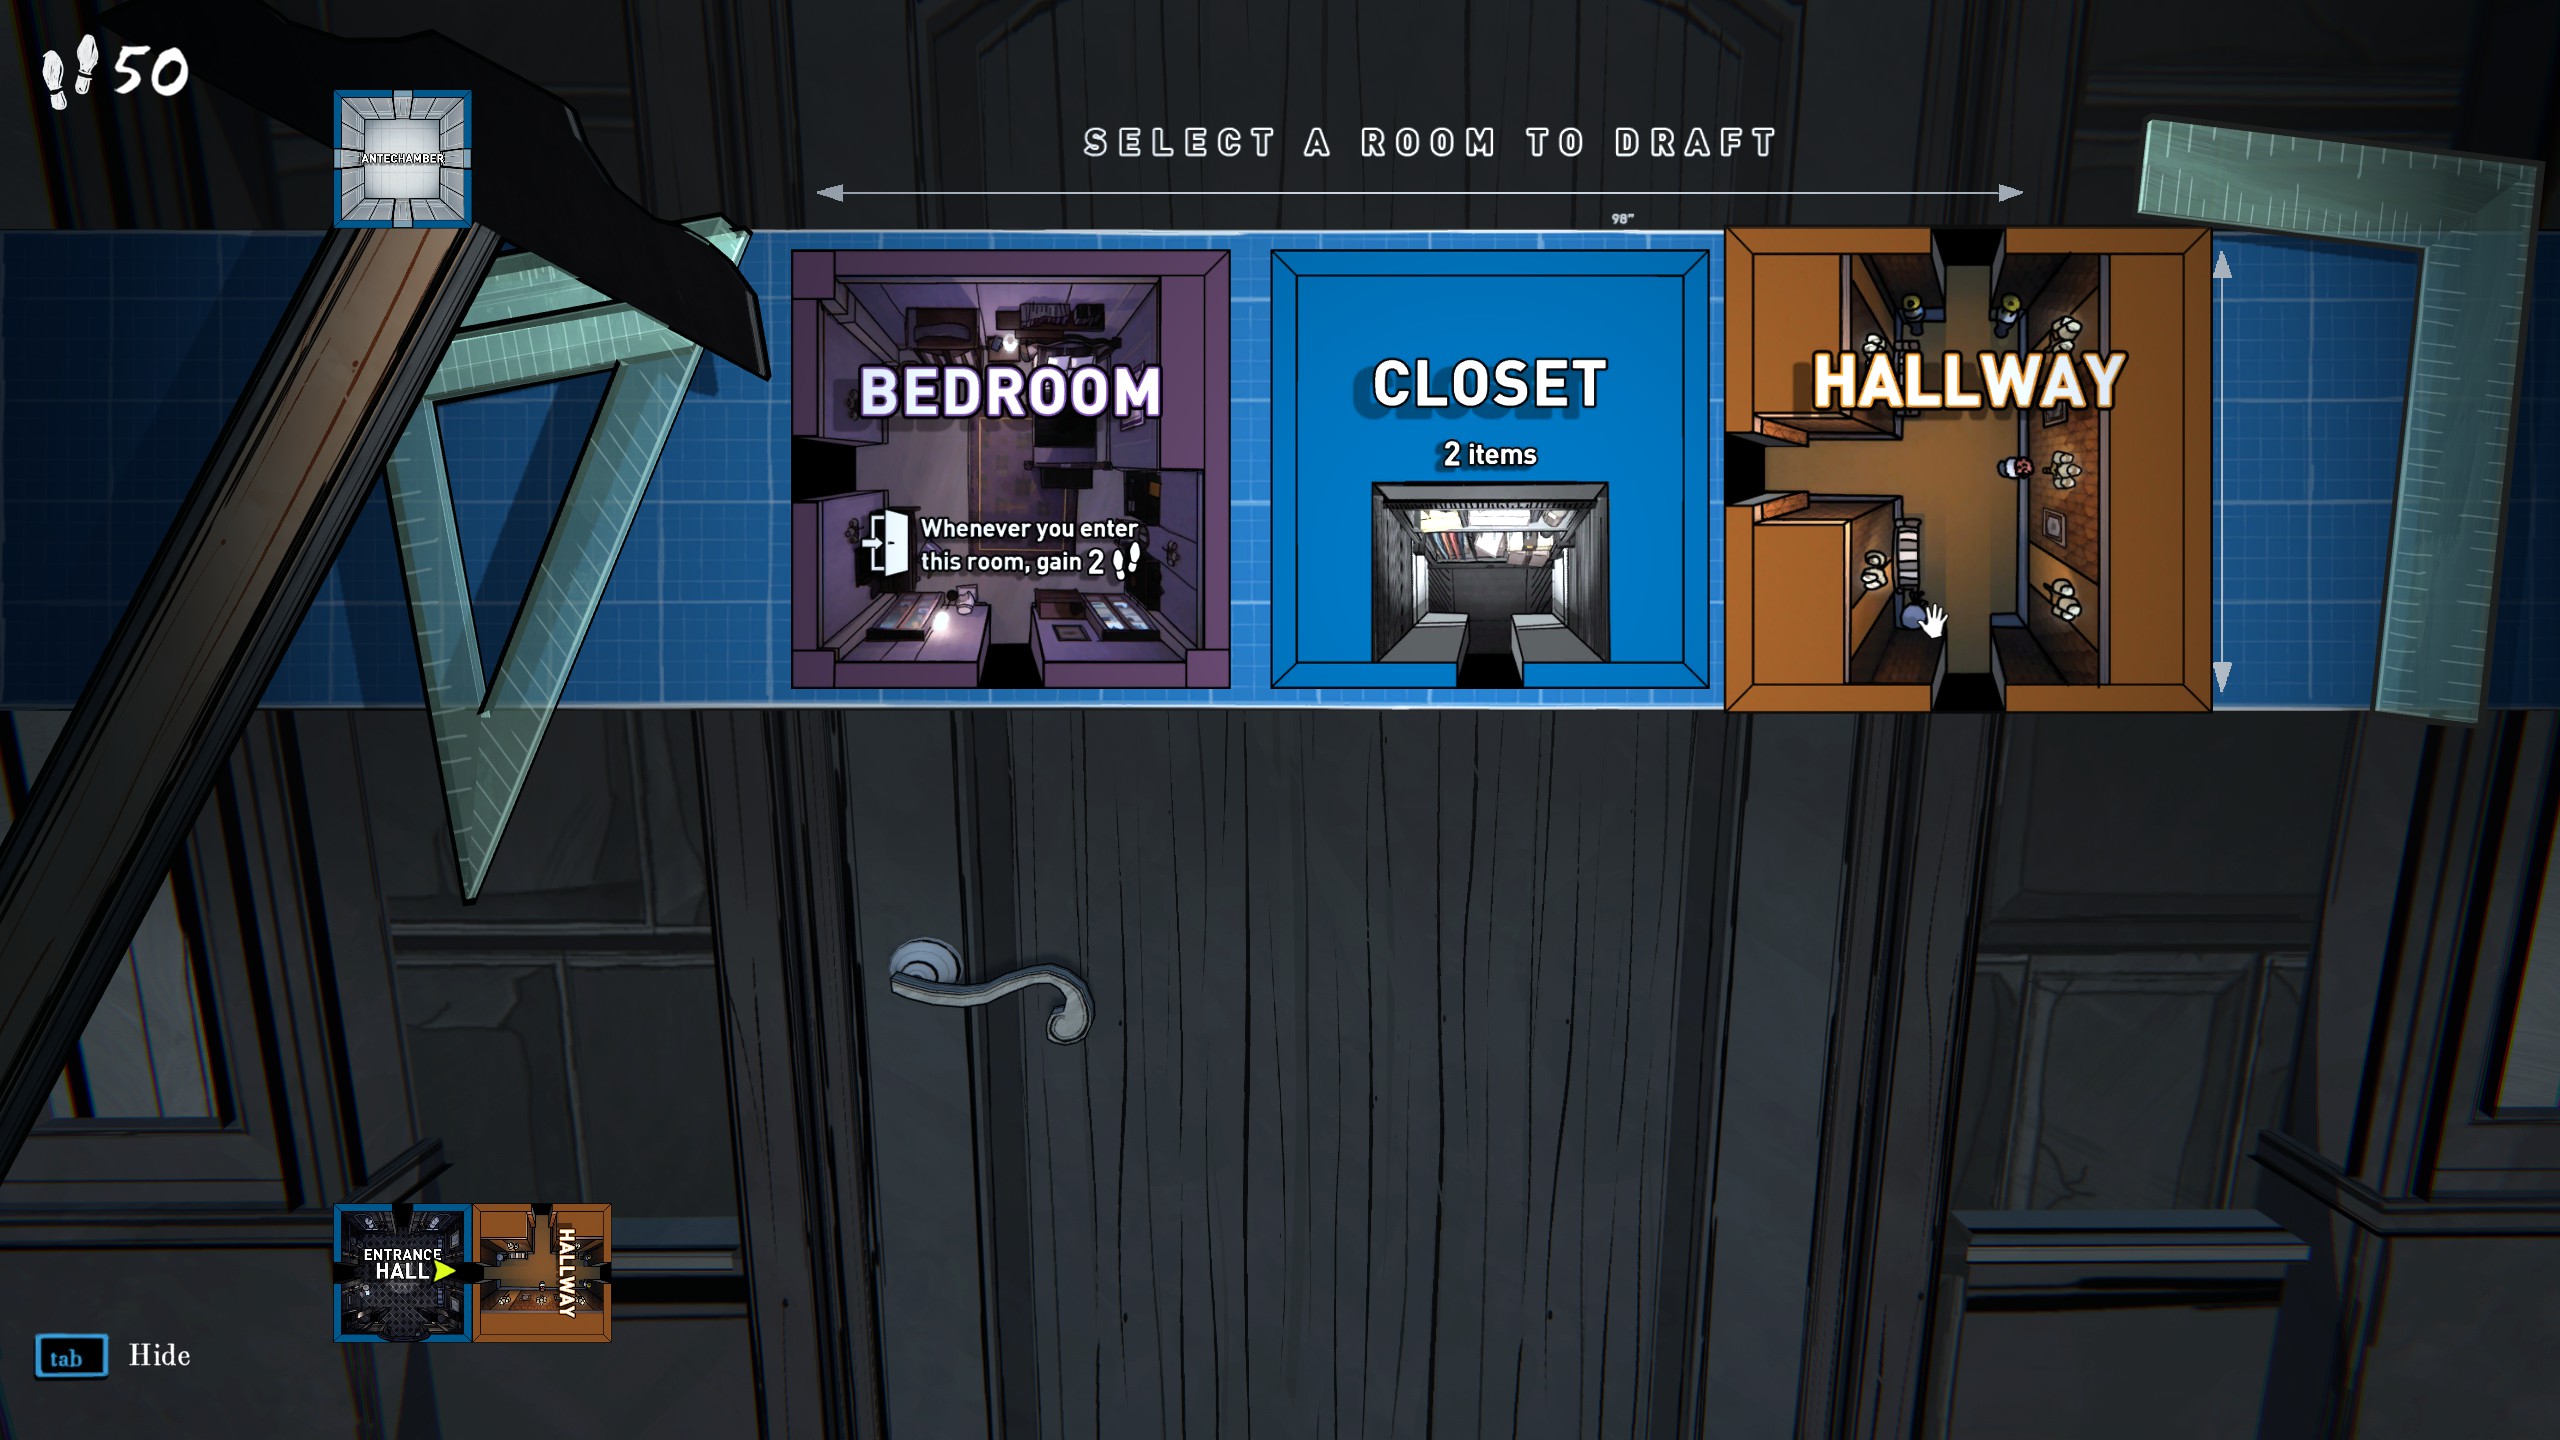 50
ANTECHAMBER
SELECT A ROOM TO DRAFT
98"
BEDROOM
Whenever you enter
this room, gain 2
CLOSET
2 items
HALLWAY
ENTRANCE
HALL
HALLWAY
tab Hide